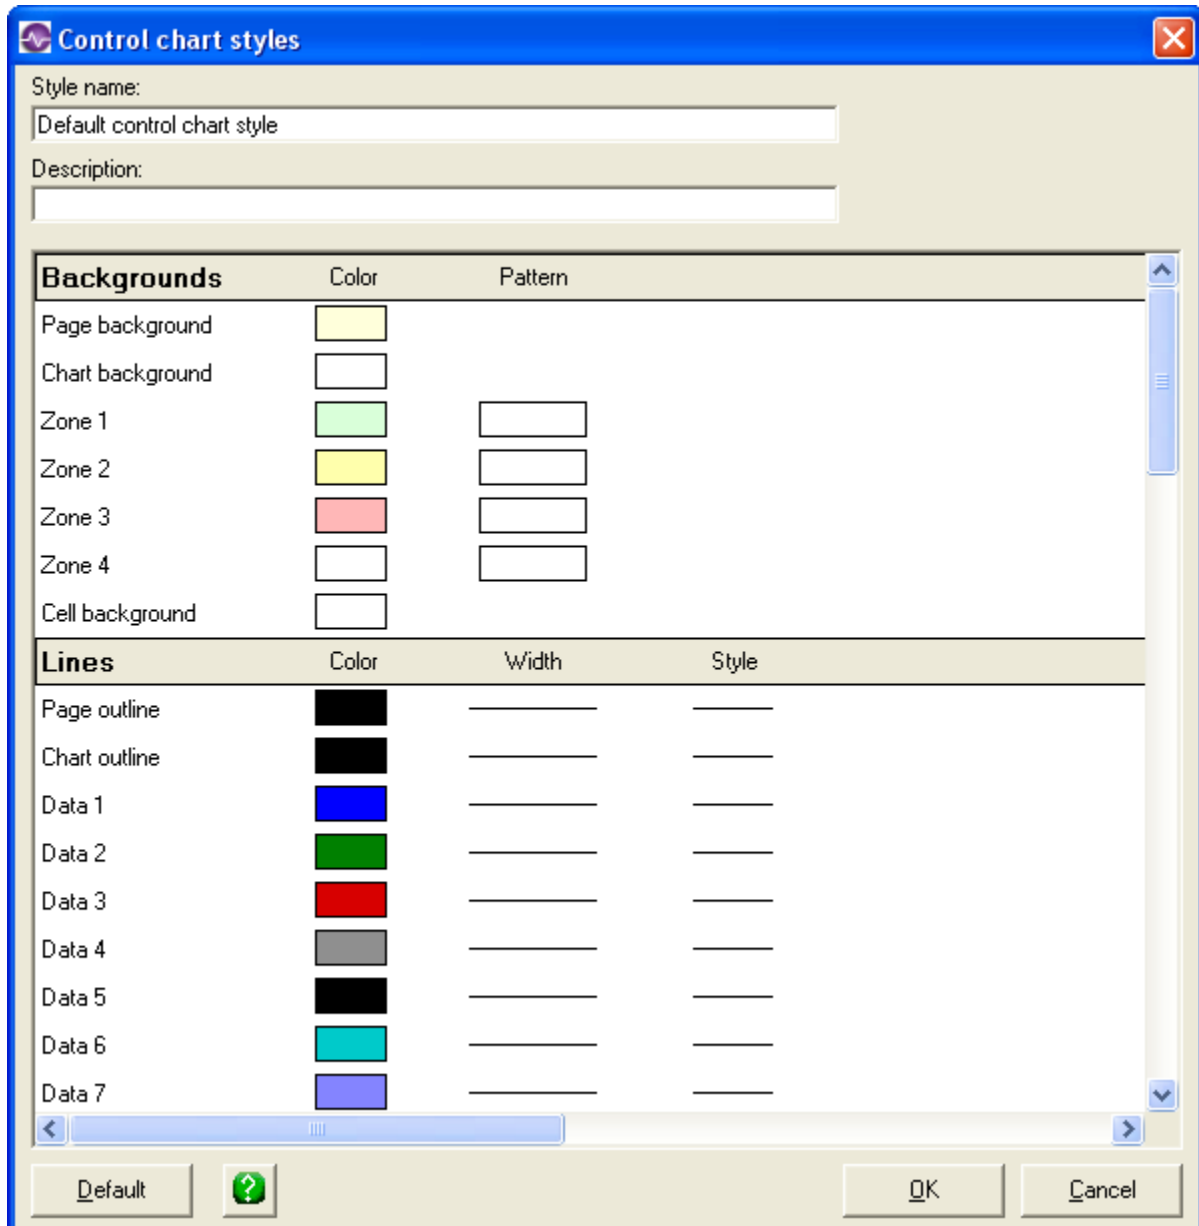 Control chart styles
Style name:
Default control chart style
Description:
Backgrounds Color Pattern
Page background
Chart background
Zone 1
Zone 2
Zone 3
Zone 4
Cell background
Lines Color Width Style
Page outline
Chart outline
Data 1
Data 2
Data 3
Data 4
Data 5
Data 6
Data 7
Default ? OK Cancel